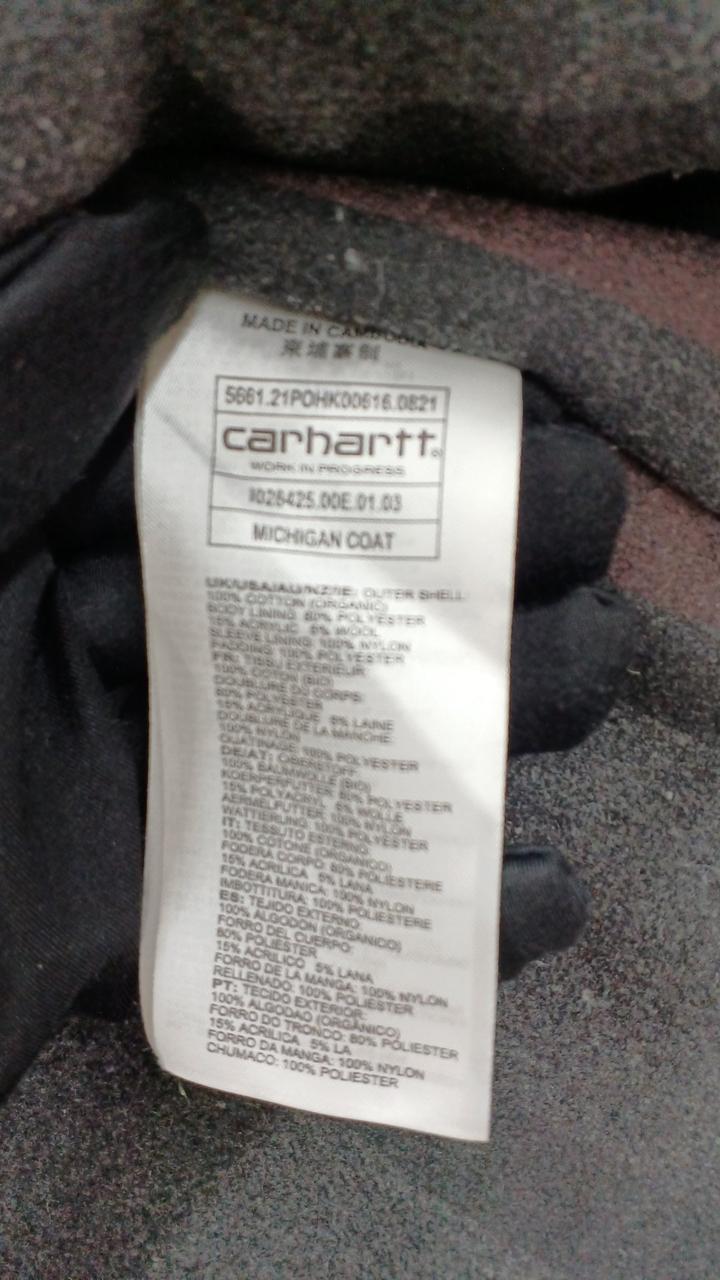 MADE IN CAMBODIA
柬埔寨制
5661.21POHK00616.0821
carhartt
WORK IN PROGRESS
I026425.00E.01.03
MICHIGAN COAT
UK/USA/AU/NZ/IE: OUTER SHELL:
100% COTTON (ORGANIC)
BODY LINING: 80% POLYESTER
15% ACRYLIC 5% WOOL
SLEEVE LINING: 100% NYLON
PADDING: 100% POLYESTER
FR: TISSU EXTERIEUR:
100% COTON (BIO)
DOUBLURE DU CORPS:
80% POLYESTER
15% ACRYLIQUE 5% LAINE
DOUBLURE DE LA MANCHE:
100% NYLON
OUATINAGE: 100% POLYESTER
DE/AT: OBERSTOFF:
100% BAUMWOLLE (BIO)
KOERPERFUTTER: 80% POLYESTER
15% POLYACRYL 5% WOLLE
AERMELFUTTER: 100% NYLON
WATTIERUNG: 100% POLYESTER
IT: TESSUTO ESTERNO:
100% COTONE (ORGANICO)
FODERA CORPO: 80% POLIESTERE
15% ACRILICA 5% LANA
FODERA MANICA: 100% NYLON
IMBOTTITURA: 100% POLIESTERE
ES: TEJIDO EXTERNO:
100% ALGODON (ORGANICO)
FORRO DEL CUERPO:
80% POLIESTER
15% ACRILICO 5% LANA
FORRO DE LA MANGA: 100% NYLON
RELLENADO: 100% POLIESTER
PT: TECIDO EXTERIOR:
100% ALGODAO (ORGÂNICO)
FORRO DO TRONDO: 80% POLIESTER
15% ACRILICA 5% LA
FORRO DA MANGA: 100% NYLON
CHUMACO: 100% POLIESTER